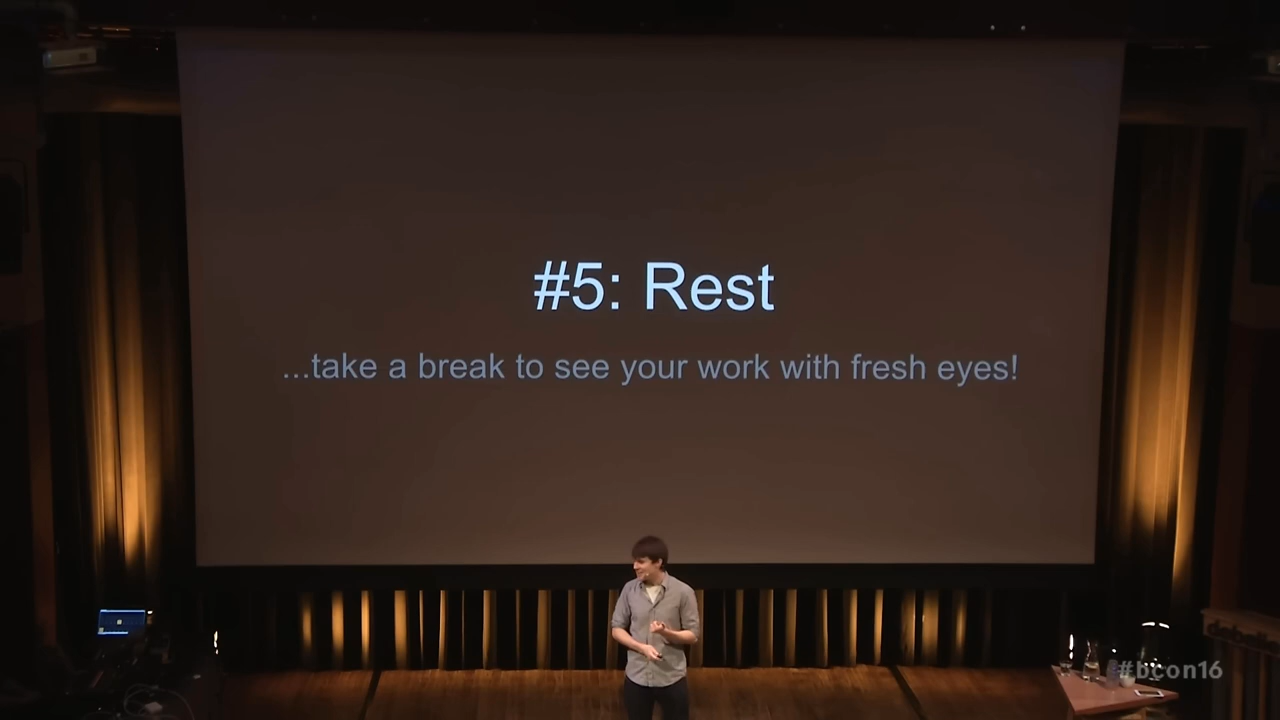 #5: Rest
...take a break to see your work with fresh eyes!
#bcon16